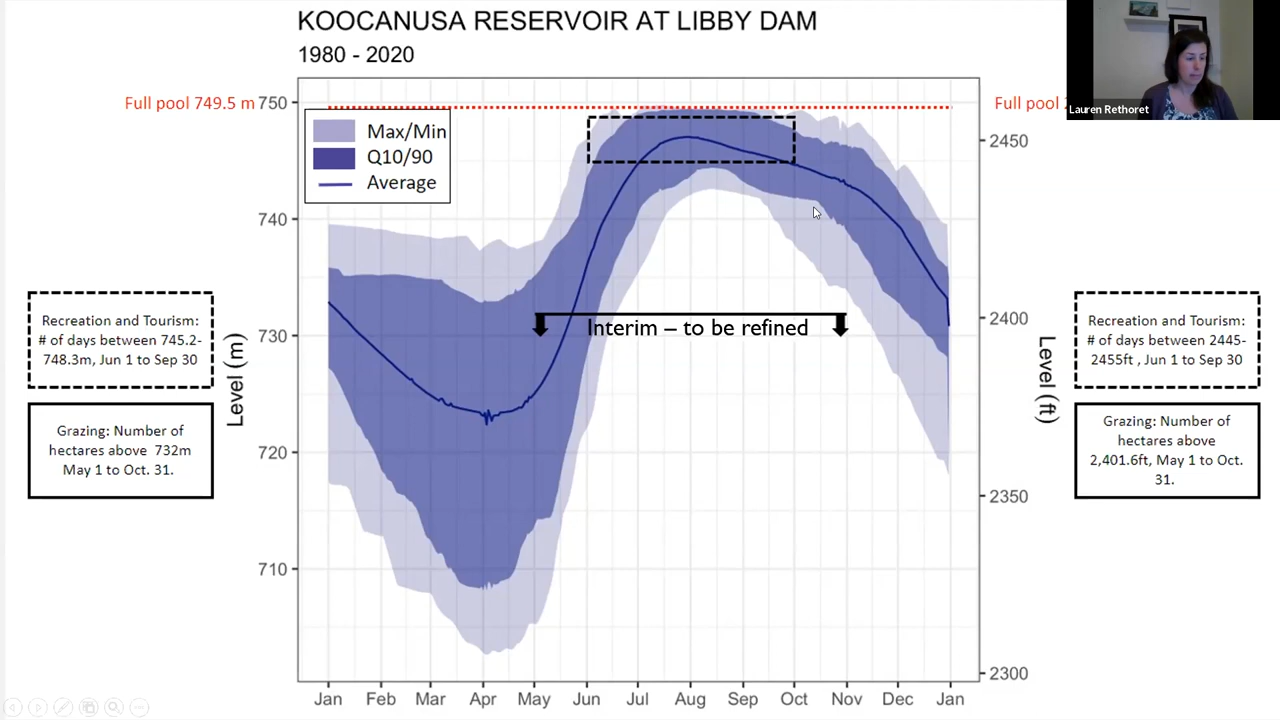 KOOCANUSA RESERVOIR AT LIBBY DAM
1980 - 2020
Lauren Rethoret
Full pool 749.5 m
Full pool
Max/Min
Q10/90
Average
750
740
730
720
710
Level (m)
2450
2400
2350
2300
Level (ft)
Interim – to be refined
Recreation and Tourism:
# of days between 745.2-
748.3m, Jun 1 to Sep 30
Grazing: Number of
hectares above 732m
May 1 to Oct. 31.
Recreation and Tourism:
# of days between 2445-
2455ft , Jun 1 to Sep 30
Grazing: Number of
hectares above
2,401.6ft, May 1 to Oct.
31.
Jan Feb Mar Apr May Jun Jul Aug Sep Oct Nov Dec Jan